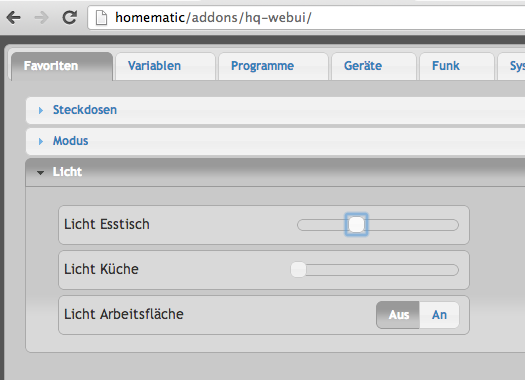 homematic/addons/hq-webui/
Favoriten Variablen Programme Geräte Funk Sys
Steckdosen
Modus
Licht
Licht Esstisch
Licht Küche
Licht Arbeitsfläche Aus An